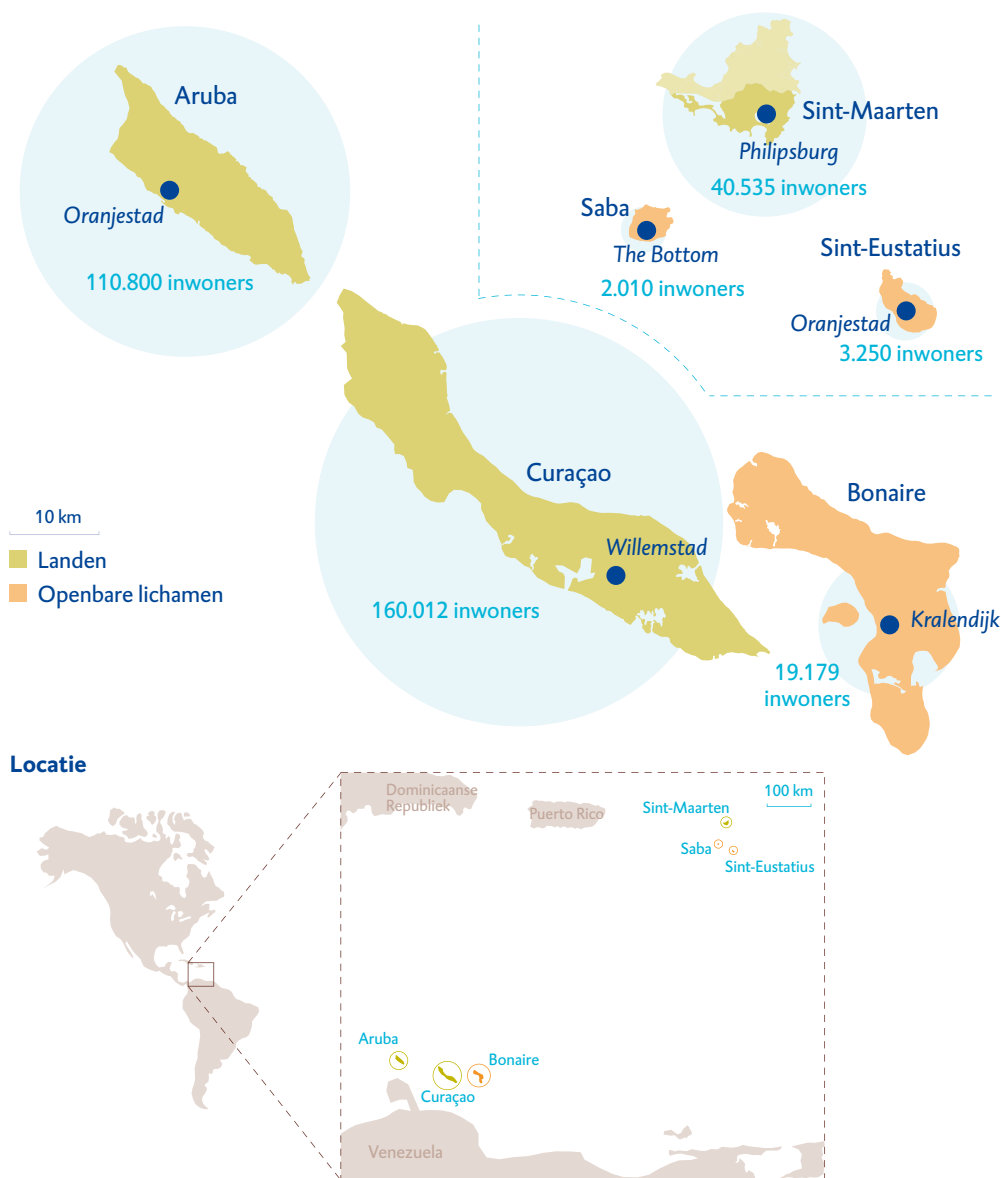 Aruba
Oranjestad
110.800 inwoners
Sint-Maarten
Philipsburg
40.535 inwoners
Saba
The Bottom
2.010 inwoners
Sint-Eustatius
Oranjestad
3.250 inwoners
Curaçao
Willemstad
160.012 inwoners
Bonaire
Kralendijk
19.179
inwoners
10 km
Landen
Openbare lichamen
Locatie
Dominicaanse
Republiek
Puerto Rico
100 km
Sint-Maarten
Saba
Sint-Eustatius
Aruba
Bonaire
Curaçao
Venezuela